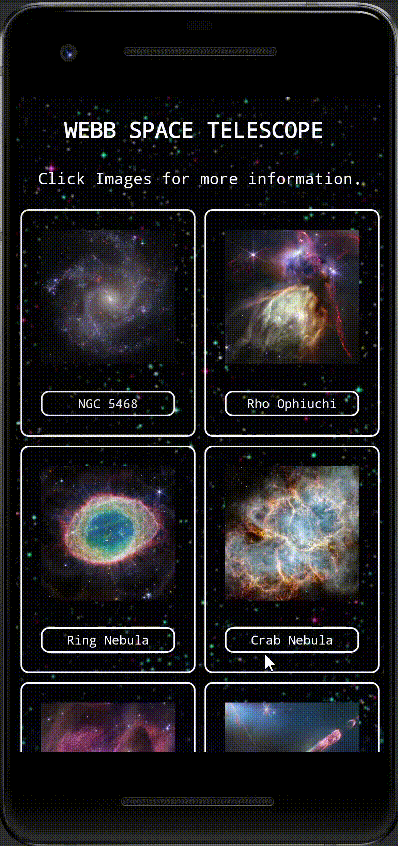 WEBB SPACE TELESCOPE
Click Images for more information.
NGC 5468
Rho Ophiuchi
Ring Nebula
Crab Nebula